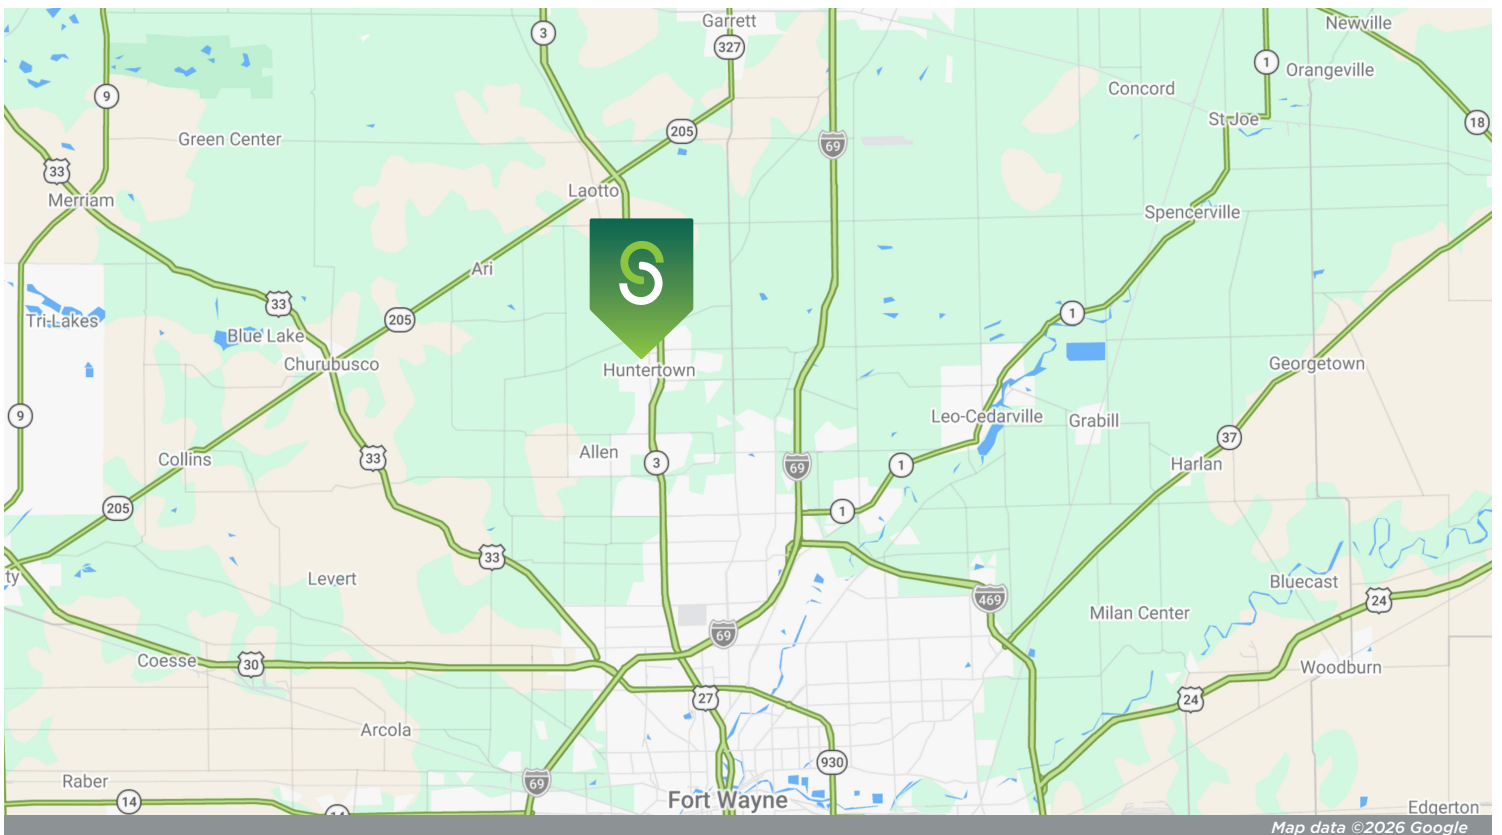 Garrett
Newville
3
327
1
Orangeville
69
Concord
9
205
St Joe
18
Green Center
33
Merriam
Laotto
Spencerville
Ari
33
205
1
Tri-Lakes
Blue Lake
Churubusco
Huntertown
Georgetown
9
Leo-Cedarville
Grabill
37
Allen
33
Collins
3
69
1
Harlan
205
1
33
ty
Levert
Bluecast
469
24
Milan Center
69
Coesse
30
Woodburn
27
24
Arcola
930
Raber
69
14
14
Fort Wayne
Edgerton
Map data ©2026 Google